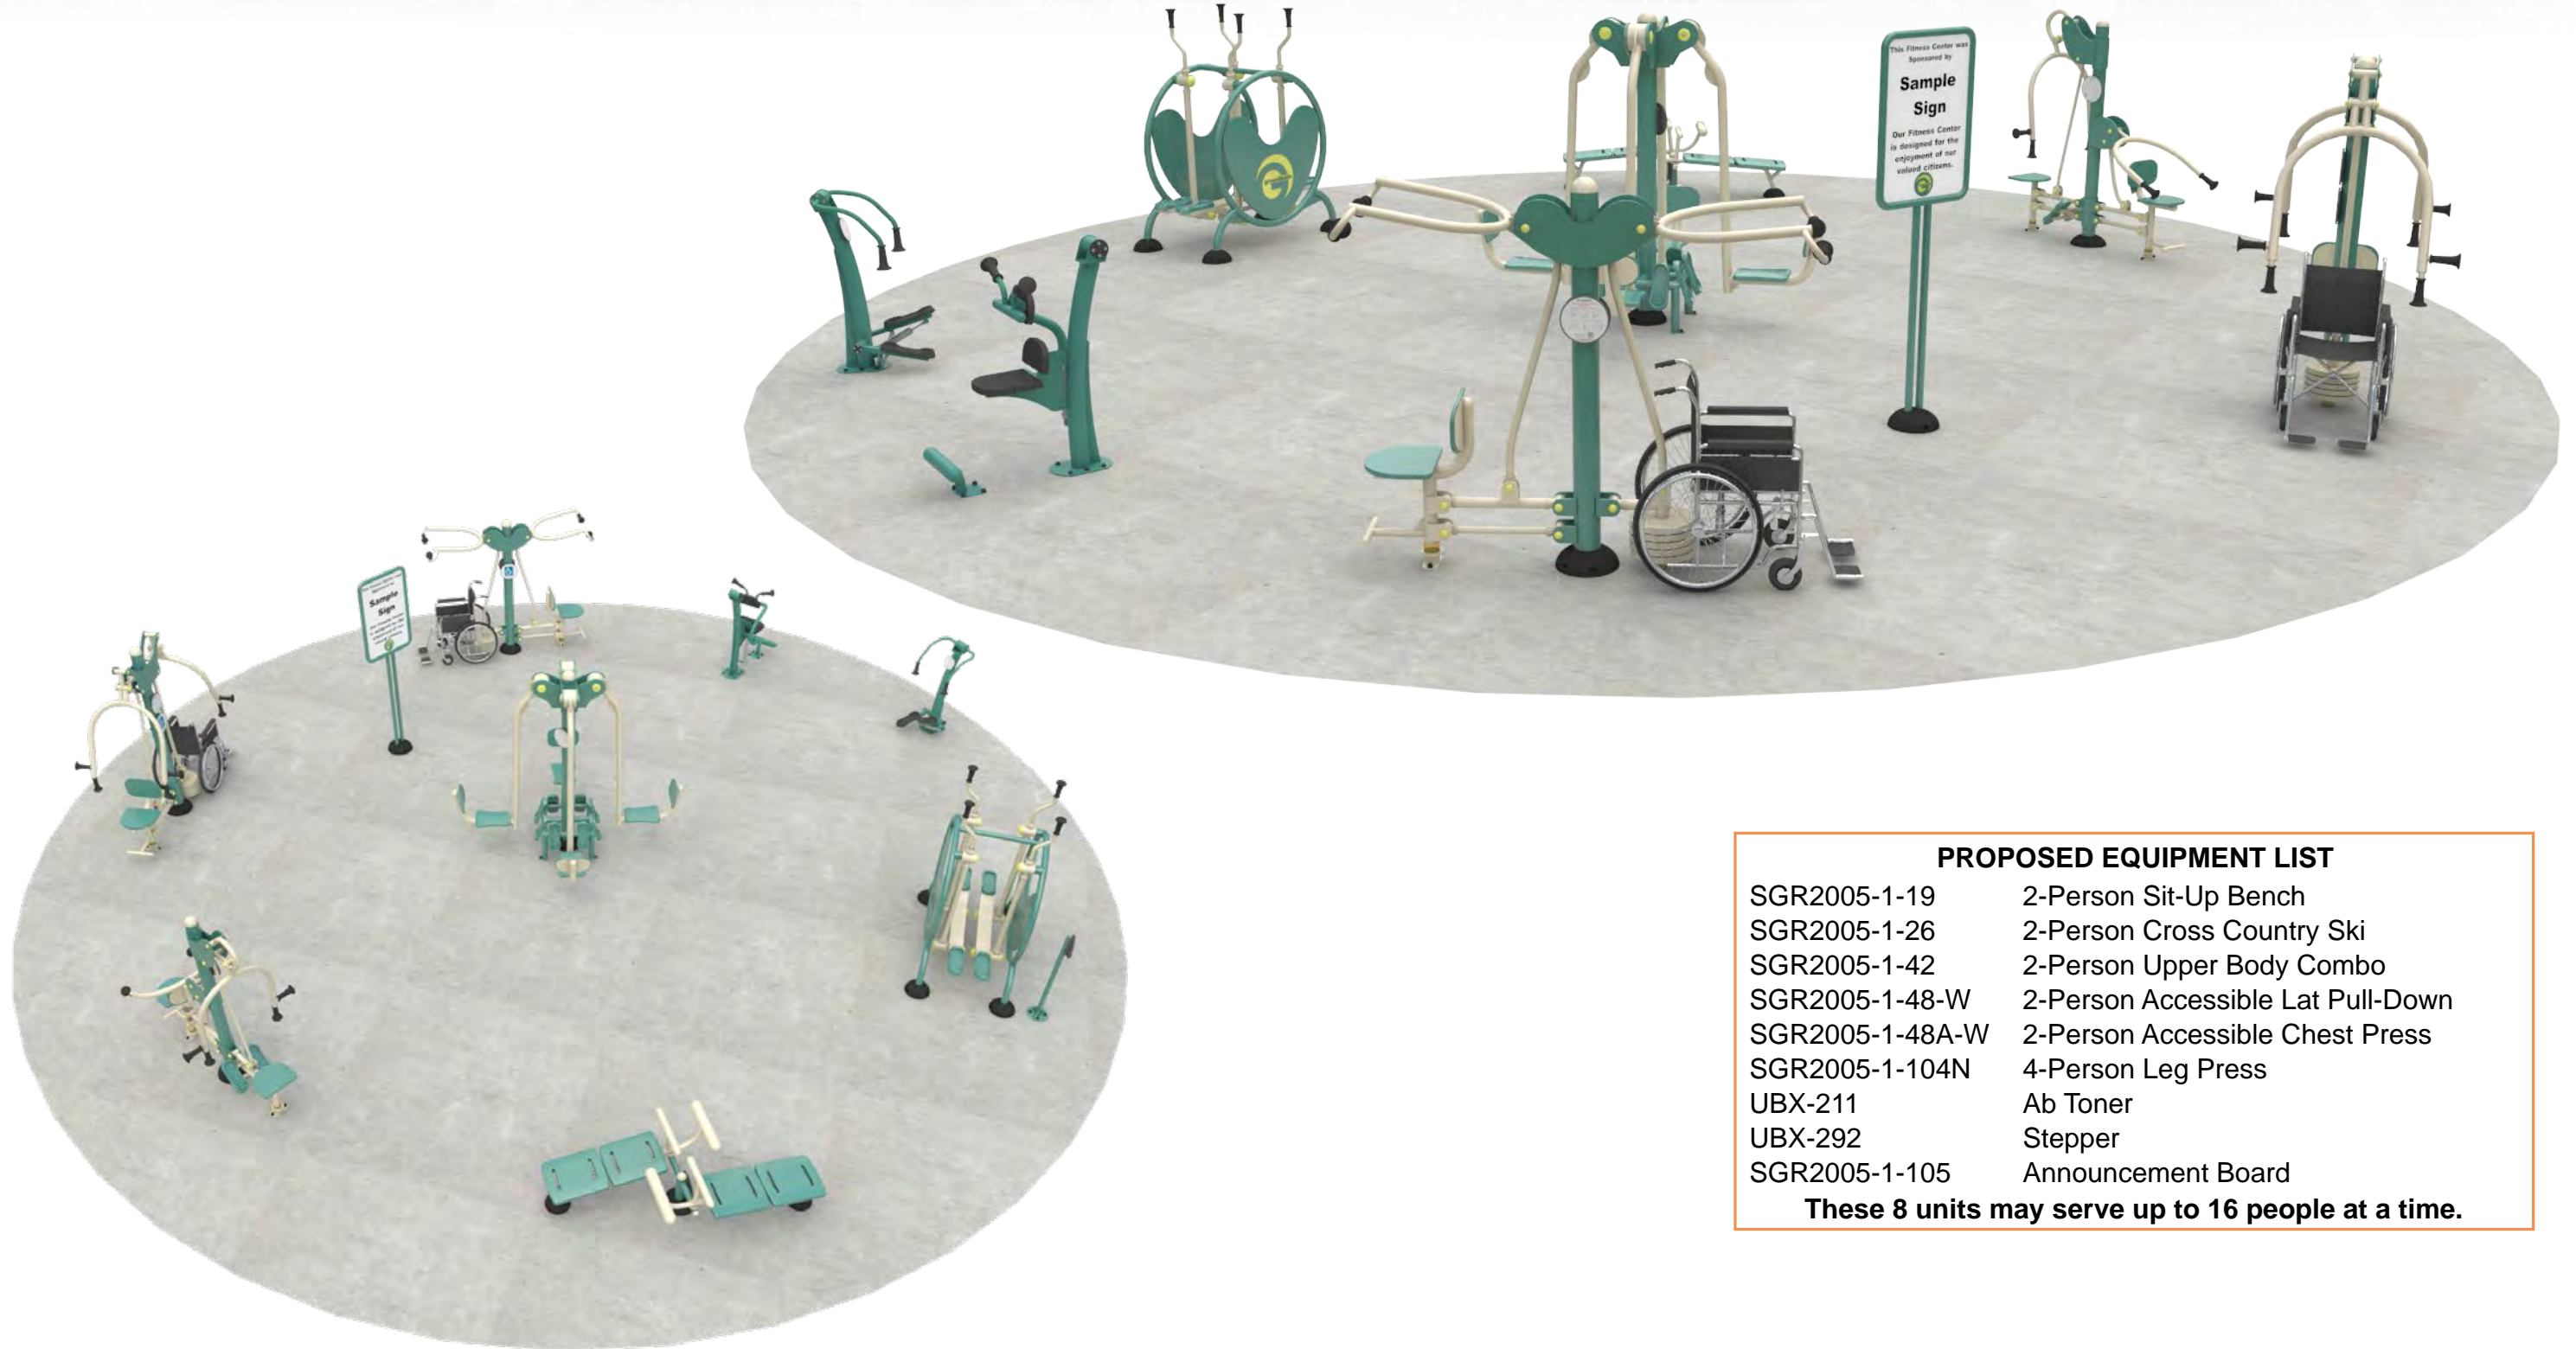 This Fitness Center was
Sponsored by
Sample
Sign
Our Fitness Center
is designed for the
enjoyment of our
valued citizens.
Sample
Sign
PROPOSED EQUIPMENT LIST
SGR2005-1-19 2-Person Sit-Up Bench
SGR2005-1-26 2-Person Cross Country Ski
SGR2005-1-42 2-Person Upper Body Combo
SGR2005-1-48-W 2-Person Accessible Lat Pull-Down
SGR2005-1-48A-W 2-Person Accessible Chest Press
SGR2005-1-104N 4-Person Leg Press
UBX-211 Ab Toner
UBX-292 Stepper
SGR2005-1-105 Announcement Board
These 8 units may serve up to 16 people at a time.